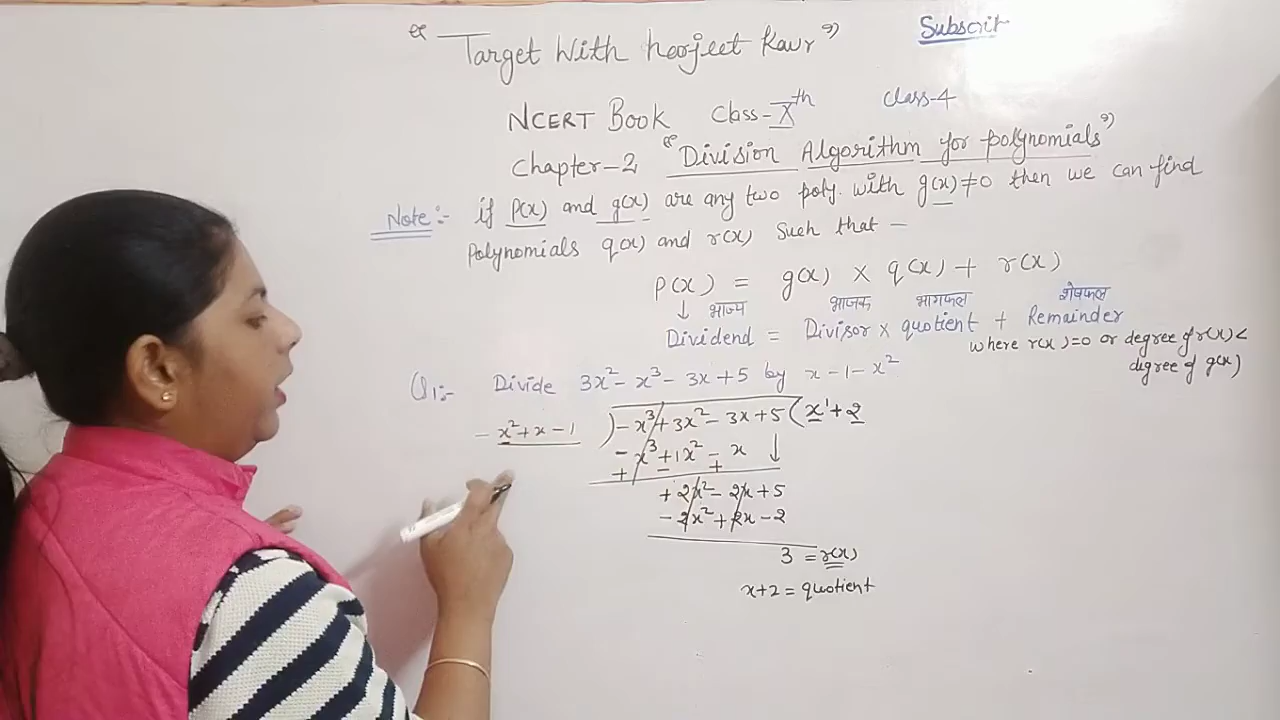 “ Target With Noorjeet Kaur”
Subscrib
NCERT Book Class-Xth Class-4
Chapter-2 “Division Algorithm for polynomials”
Note:- if p(x) and g(x) are any two poly. with g(x)≠0 then we can find
Polynomials q(x) and r(x) Such that —
p(x) = g(x) × q(x) + r(x)
↓ भाज्य भाजक भागफल शेषफल
Dividend = Divisor × quotient + Remainder
where r(x)=0 or degree of r(x) <
degree of g(x)
Q1:- Divide 3x² - x³ - 3x + 5 by x - 1 - x²
- x² + x - 1 ) - x³ + 3x² - 3x + 5 ( x + 2
- x³ + 1x² - x ↓
+ - +
+ 2x² - 2x + 5
- 2x² + 2x - 2
3 = r(x)
x+2 = quotient